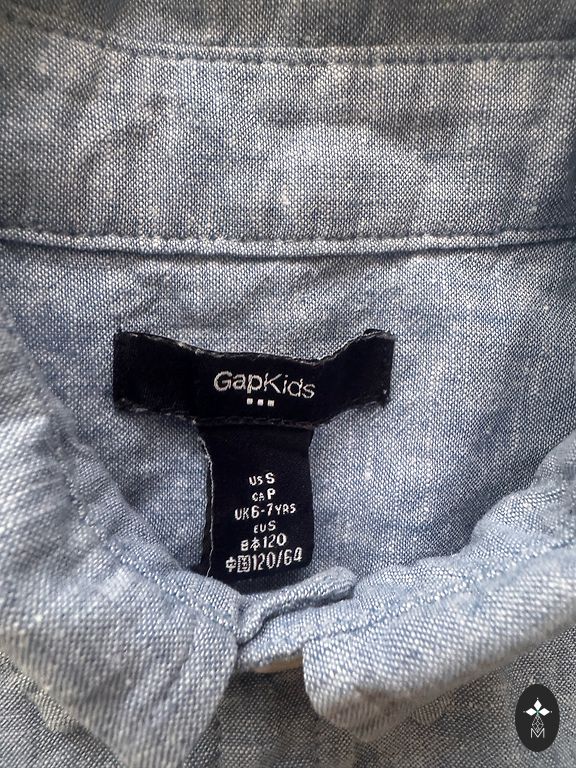 GapKids
US S
CA P
UK 6-7 YRS
EU S
日本 120
中国 120/64
M